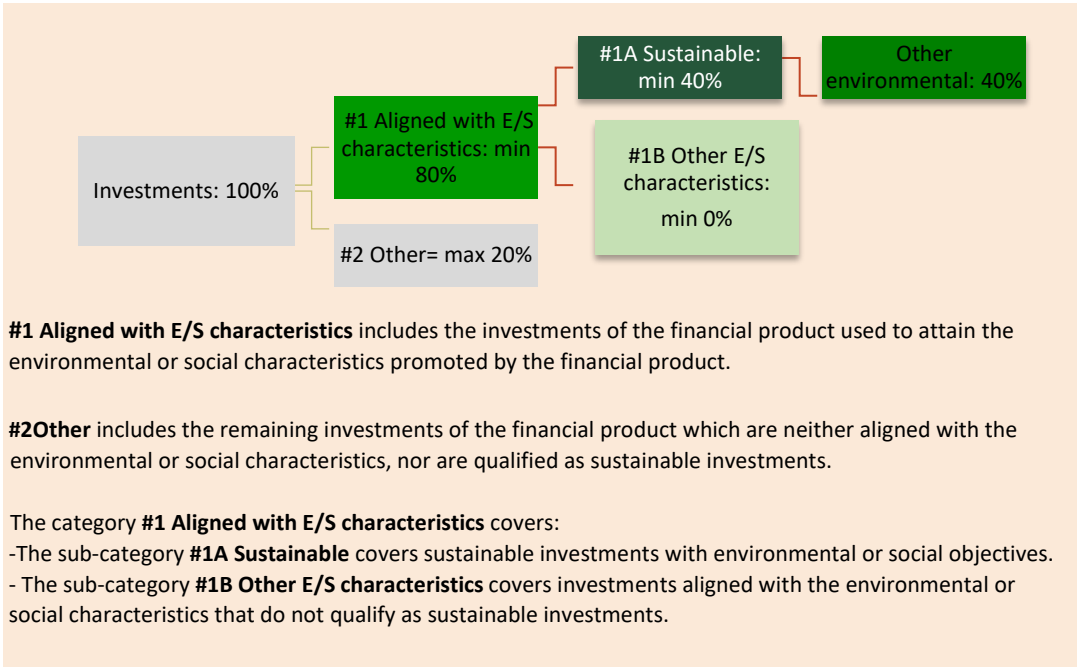 #1A Sustainable:
min 40%
Other
environmental: 40%
#1 Aligned with E/S
characteristics: min
80%
#1B Other E/S
characteristics:
min 0%
Investments: 100%
#2 Other= max 20%
#1 Aligned with E/S characteristics includes the investments of the financial product used to attain the
environmental or social characteristics promoted by the financial product.
#2Other includes the remaining investments of the financial product which are neither aligned with the
environmental or social characteristics, nor are qualified as sustainable investments.
The category #1 Aligned with E/S characteristics covers:
-The sub-category #1A Sustainable covers sustainable investments with environmental or social objectives.
- The sub-category #1B Other E/S characteristics covers investments aligned with the environmental or
social characteristics that do not qualify as sustainable investments.